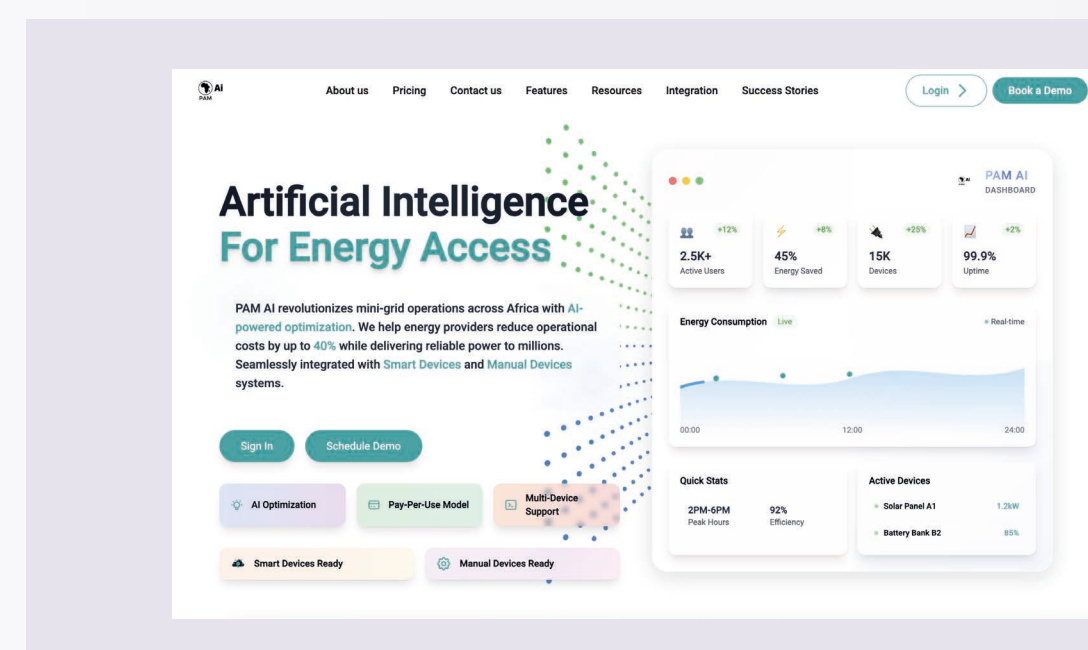 Ai
PAM
About us
Pricing
Contact us
Features
Resources
Integration
Success Stories
Login
Book a Demo
Artificial Intelligence
For Energy Access
PAM AI revolutionizes mini-grid operations across Africa with AI-
powered optimization. We help energy providers reduce operational
costs by up to 40% while delivering reliable power to millions.
Seamlessly integrated with Smart Devices and Manual Devices
systems.
Sign In
Schedule Demo
AI Optimization
Pay-Per-Use Model
Multi-Device
Support
Smart Devices Ready
Manual Devices Ready
PAM AI
DASHBOARD
+12%
2.5K+
Active Users
+8%
45%
Energy Saved
+25%
15K
Devices
+2%
99.9%
Uptime
Energy Consumption
Live
Real-time
00:00
12:00
24:00
Quick Stats
2PM-6PM
Peak Hours
92%
Efficiency
Active Devices
Solar Panel A1
1.2kW
Battery Bank B2
85%